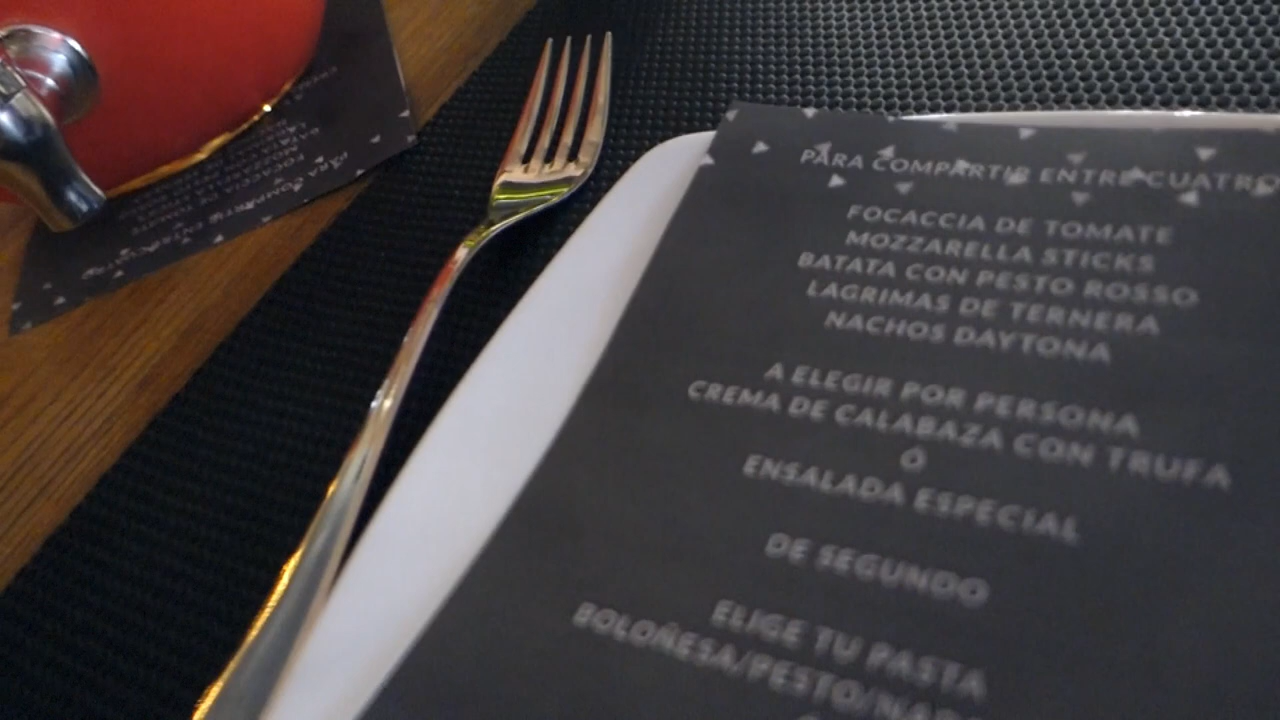 PARA COMPARTIR ENTRE CUATRO
FOCACCIA DE TOMATE
MOZZARELLA STICKS
BATATA CON PESTO ROSSO
LAGRIMAS DE TERNERA
NACHOS DAYTONA
A ELEGIR POR PERSONA
CREMA DE CALABAZA CON TRUFA
Ó
ENSALADA ESPECIAL
DE SEGUNDO
ELIGE TU PASTA
BOLOÑESA/PESTO/